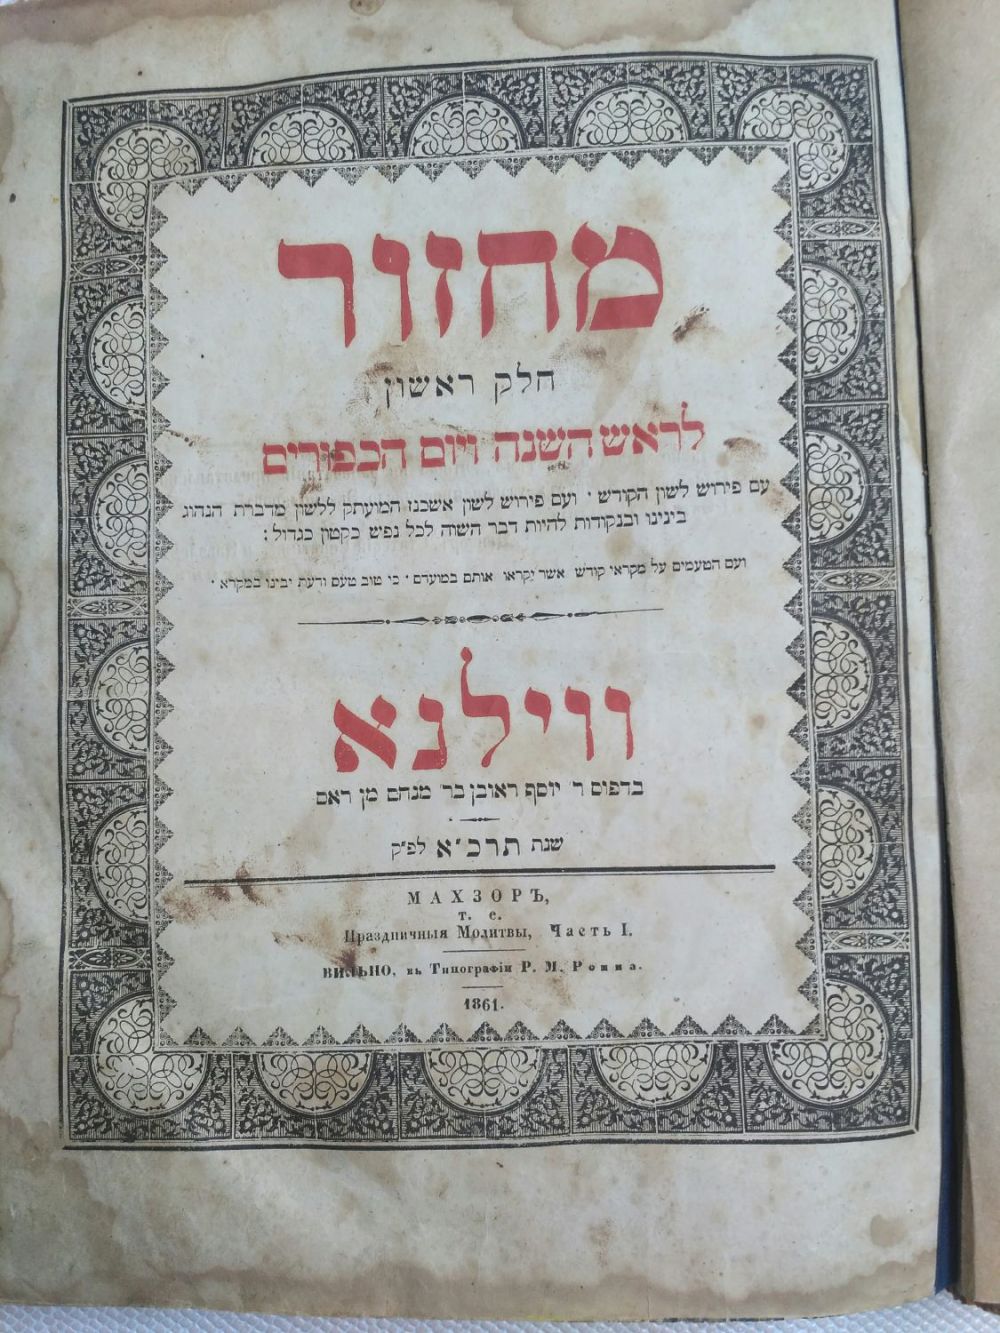 מחזור
חלק ראשון
לראש השנה ויום הכפורים
עם פירוש לשון הקודש ׳ ועם פירוש לשון אשכנז המועתק ללשון מדברת הנהוג
בינינו ובנקודות להיות דבר השוה לכל נפש כקטון כגדול :
ועם הטעמים על מקראי קודש אשר יקראו אותם במועדם ׳ כי טוב טעם ודעת יבינו במקרא ׳
ווילנא
בדפוס ר׳ יוסף ראובן בר׳ מנחם מן ראם
שנת תרכ״א לפ״ק
МАХЗОРЪ,
т. е.
Праздничныя Молитвы, Часть I.
ВИЛЬНО, въ Типографіи Р. М. Ромма.
1861.